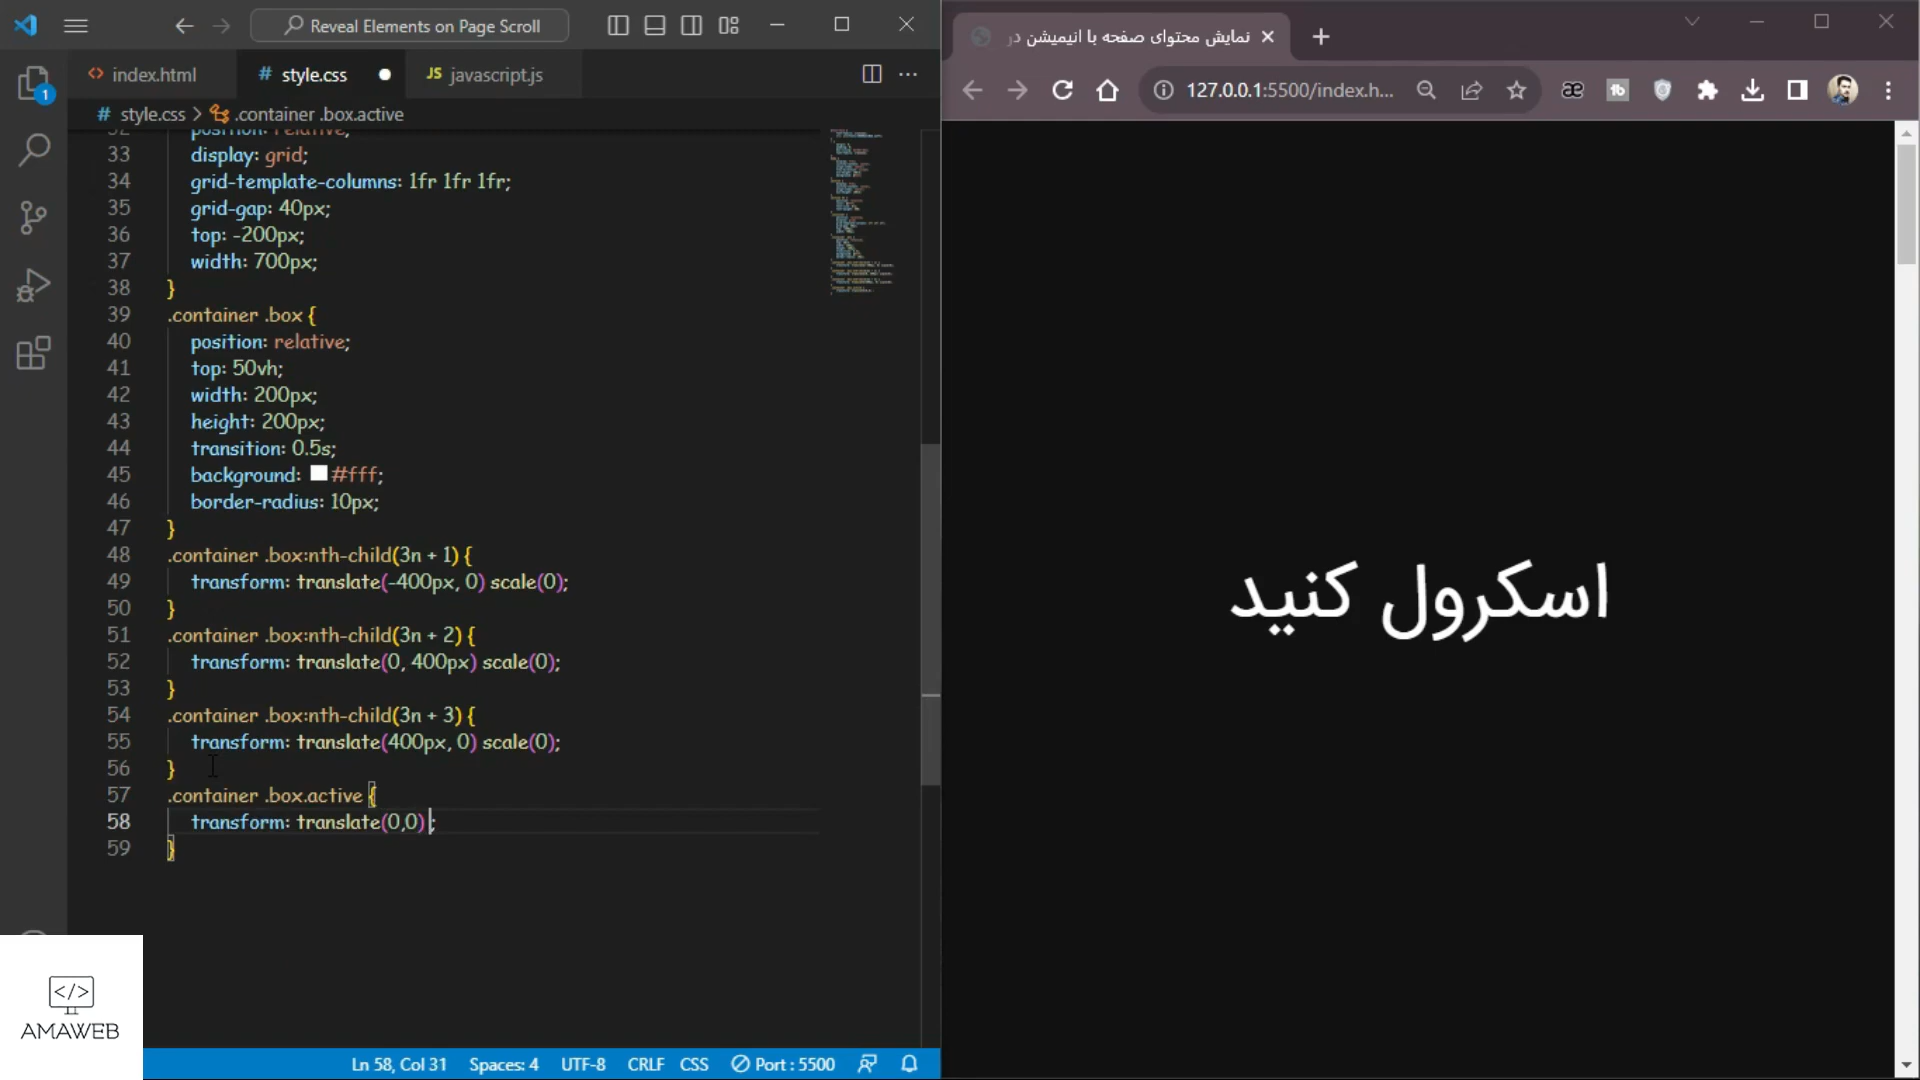 Reveal Elements on Page Scroll
index.html
# style.css
JS javascript.js
# style.css > .container .box.active
32 position: relative;
33 display: grid;
34 grid-template-columns: 1fr 1fr 1fr;
35 grid-gap: 40px;
36 top: -200px;
37 width: 700px;
38 }
39 .container .box {
40 position: relative;
41 top: 50vh;
42 width: 200px;
43 height: 200px;
44 transition: 0.5s;
45 background: #fff;
46 border-radius: 10px;
47 }
48 .container .box:nth-child(3n + 1) {
49 transform: translate(-400px, 0) scale(0);
50 }
51 .container .box:nth-child(3n + 2) {
52 transform: translate(0, 400px) scale(0);
53 }
54 .container .box:nth-child(3n + 3) {
55 transform: translate(400px, 0) scale(0);
56 }
57 .container .box.active {
58 transform: translate(0,0) ;
59 }
1
</>
AMAWEB
Ln 58, Col 31
Spaces: 4
UTF-8
CRLF
CSS
Port : 5500
نمایش محتوای صفحه با انیمیشن در
127.0.0.1:5500/index.h...
æ
tb
اسکرول کنید